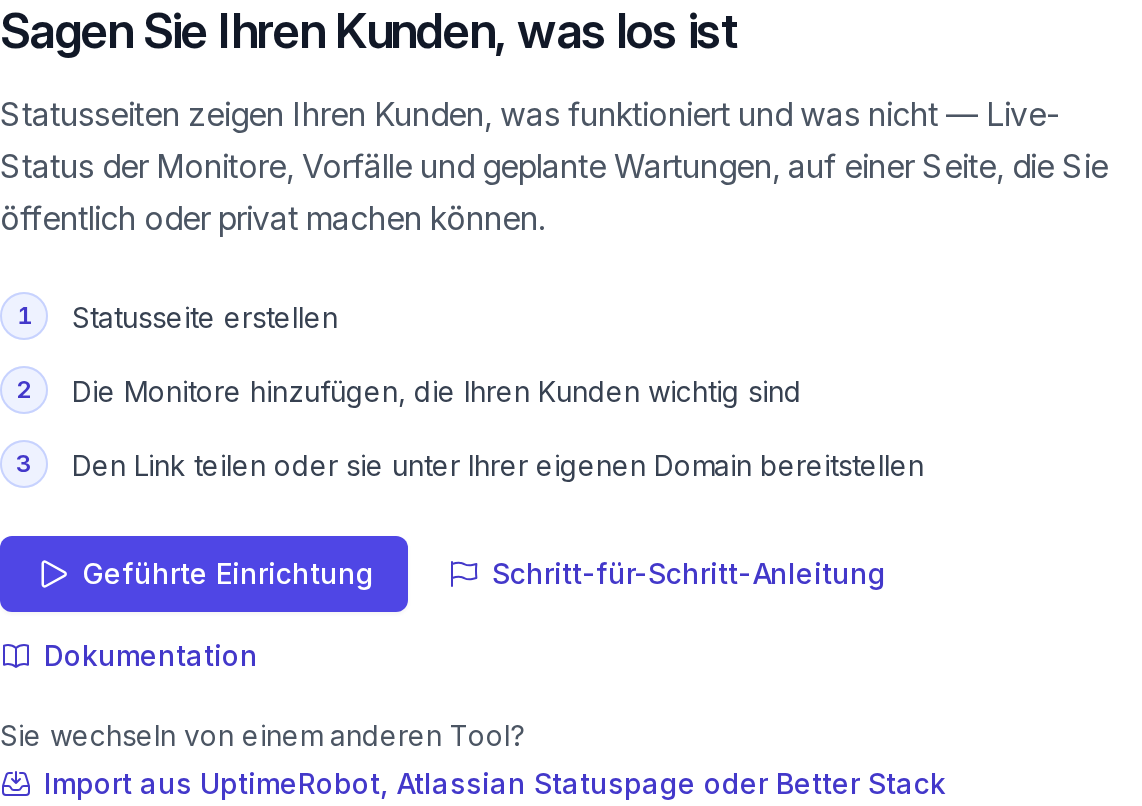 Sagen Sie Ihren Kunden, was los ist
Statusseiten zeigen Ihren Kunden, was funktioniert und was nicht — Live-
Status der Monitore, Vorfälle und geplante Wartungen, auf einer Seite, die Sie
öffentlich oder privat machen können.
1 Statusseite erstellen
2 Die Monitore hinzufügen, die Ihren Kunden wichtig sind
3 Den Link teilen oder sie unter Ihrer eigenen Domain bereitstellen
Geführte Einrichtung Schritt-für-Schritt-Anleitung
Dokumentation
Sie wechseln von einem anderen Tool?
Import aus UptimeRobot, Atlassian Statuspage oder Better Stack